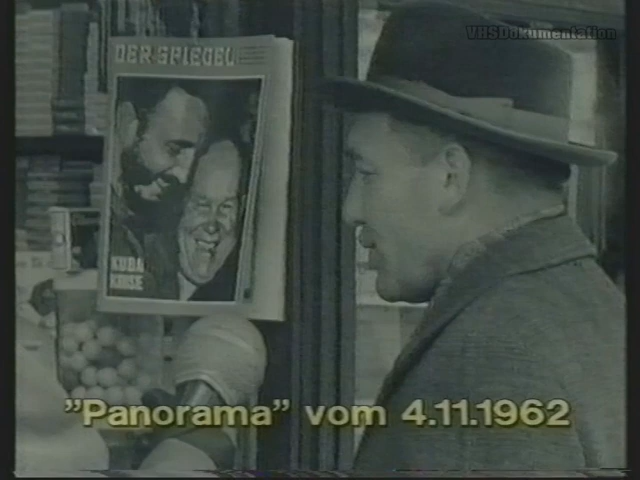 VHSDokumentation
DER SPIEGEL
KUBA
KRISE
"Panorama" vom 4.11.1962